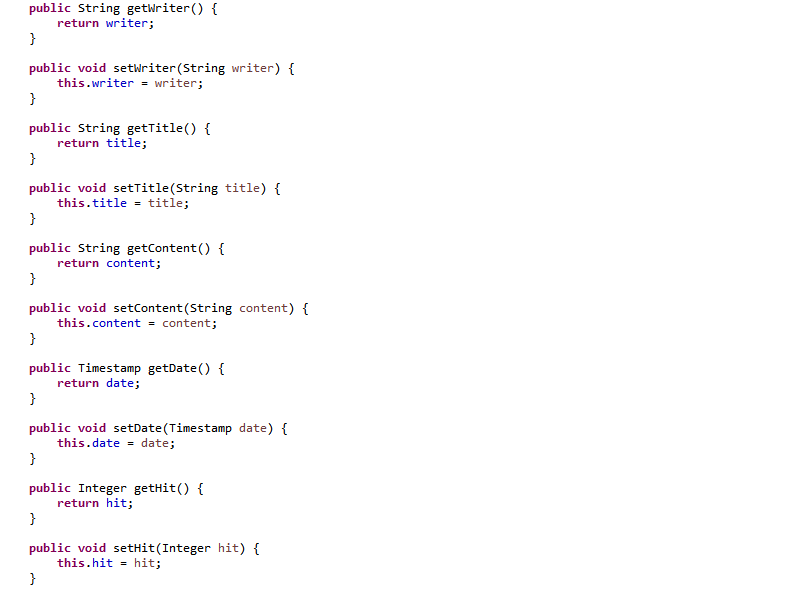 public String getWriter() {
    return writer;
}

public void setWriter(String writer) {
    this.writer = writer;
}

public String getTitle() {
    return title;
}

public void setTitle(String title) {
    this.title = title;
}

public String getContent() {
    return content;
}

public void setContent(String content) {
    this.content = content;
}

public Timestamp getDate() {
    return date;
}

public void setDate(Timestamp date) {
    this.date = date;
}

public Integer getHit() {
    return hit;
}

public void setHit(Integer hit) {
    this.hit = hit;
}